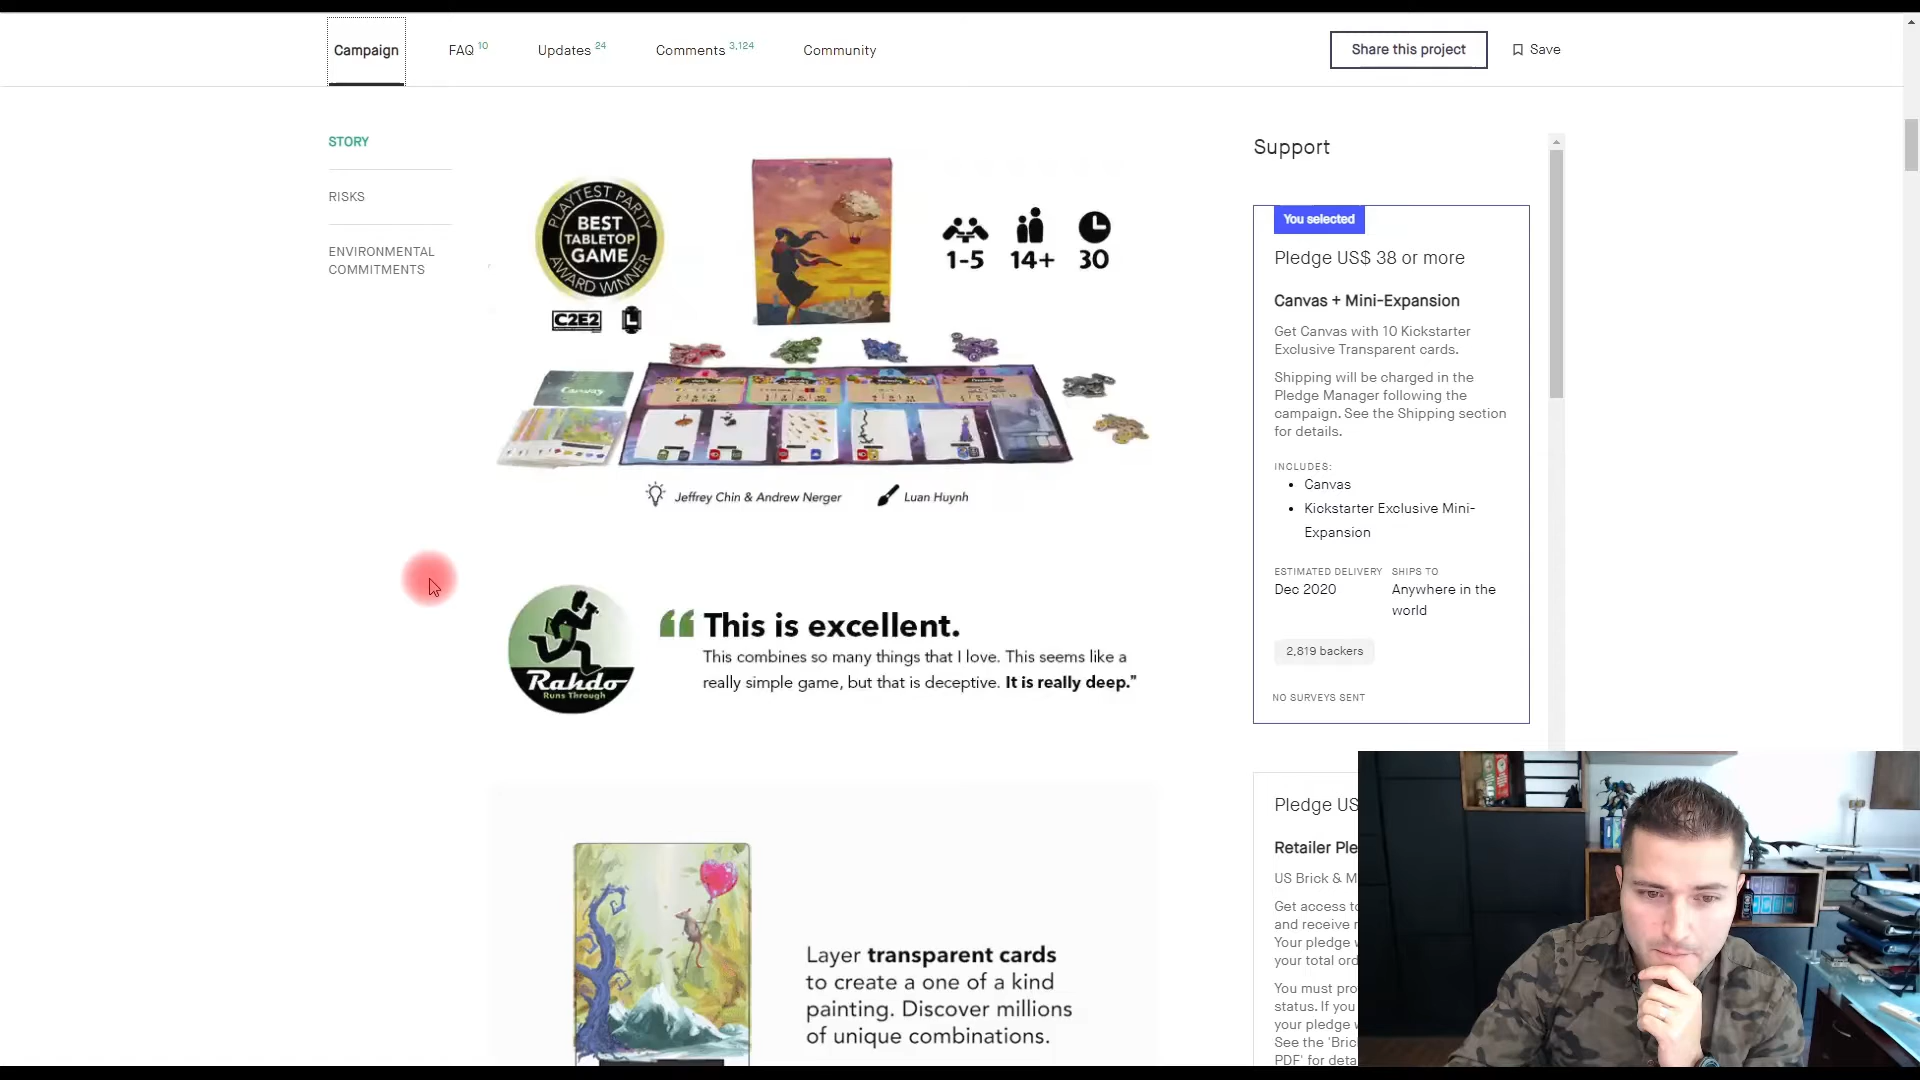 Campaign
FAQ 10
Updates 24
Comments 3,124
Community
Share this project
Save
STORY
RISKS
ENVIRONMENTAL
COMMITMENTS
PLAYTEST PARTY
BEST
TABLETOP
GAME
AWARD WINNER
C2E2
1-5
14+
30
Canvas
Jeffrey Chin & Andrew Nerger
Luan Huynh
Rahdo
Runs Through
“ This is excellent.
This combines so many things that I love. This seems like a
really simple game, but that is deceptive. It is really deep."
Layer transparent cards
to create a one of a kind
painting. Discover millions
of unique combinations.
Support
You selected
Pledge US$ 38 or more
Canvas + Mini-Expansion
Get Canvas with 10 Kickstarter
Exclusive Transparent cards.
Shipping will be charged in the
Pledge Manager following the
campaign. See the Shipping section
for details.
INCLUDES:
• Canvas
• Kickstarter Exclusive Mini-
Expansion
ESTIMATED DELIVERY
Dec 2020
SHIPS TO
Anywhere in the
world
2,819 backers
NO SURVEYS SENT
Pledge US
Retailer Ple
US Brick & M
Get access to
and receive
Your pledge
your total ord
You must pro
status. If you
your pledge
See the 'Bric
PDF' for deta